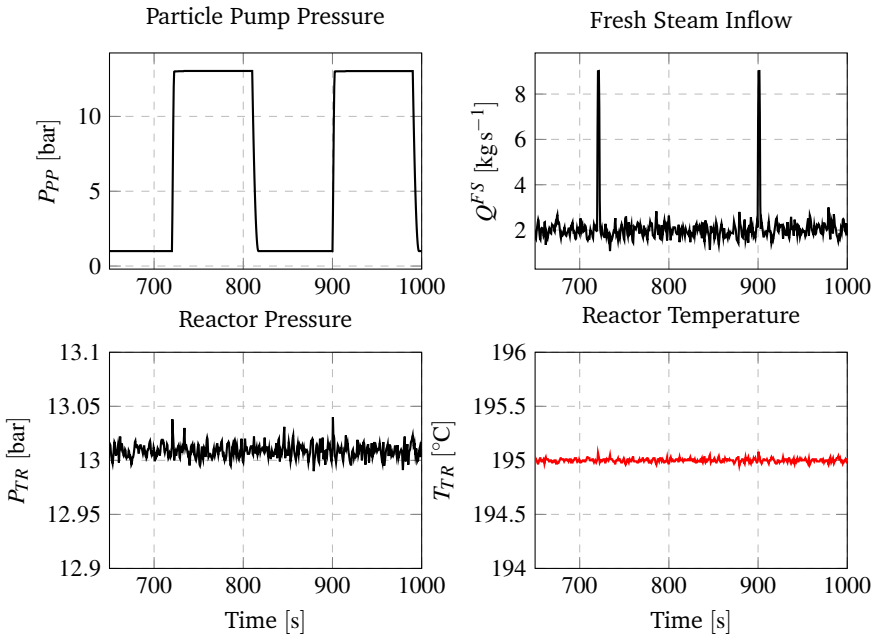 Particle Pump Pressure
P_PP [bar]
10
5
0
700 800 900 1000
Fresh Steam Inflow
Q^FS [kg s⁻¹]
8
6
4
2
700 800 900 1000
Reactor Pressure
P_TR [bar]
13.1
13.05
13
12.95
12.9
700 800 900 1000
Time [s]
Reactor Temperature
T_TR [°C]
196
195.5
195
194.5
194
700 800 900 1000
Time [s]